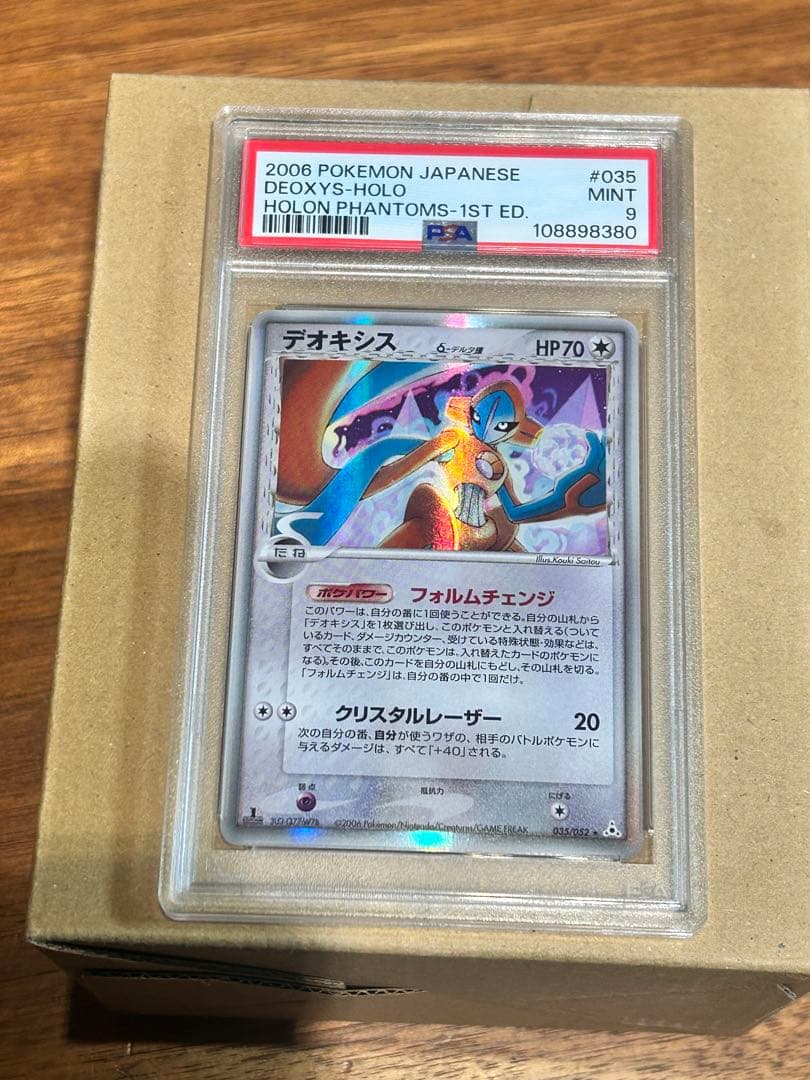 2006 POKEMON JAPANESE #035
DEOXYS-HOLO MINT
HOLON PHANTOMS-1ST ED. 9
PSA 108898380
デオキシス δ-デルタ種 HP70
たね
Illus.Kouki Saitou
ポケパワー フォルムチェンジ
このパワーは、自分の番に1回使うことができる。自分の山札から
「デオキシス」を1枚選び出し、このポケモンと入れ替える(ついて
いるカード、ダメージカウンター、受けている特殊状態・効果などは、
すべてそのままで、このポケモンは、入れ替えたカードのポケモンに
なる)。その後、このカードを自分の山札にもどし、その山札を切る。
「フォルムチェンジ」は、自分の番の中で1回だけ。
クリスタルレーザー 20
次の自分の番、自分が使うワザの、相手のバトルポケモンに
与えるダメージは、すべて「+40」される。
弱点 抵抗力 にげる
©2006 Pokémon/Nintendo/Creatures/GAME FREAK 035/052 ★